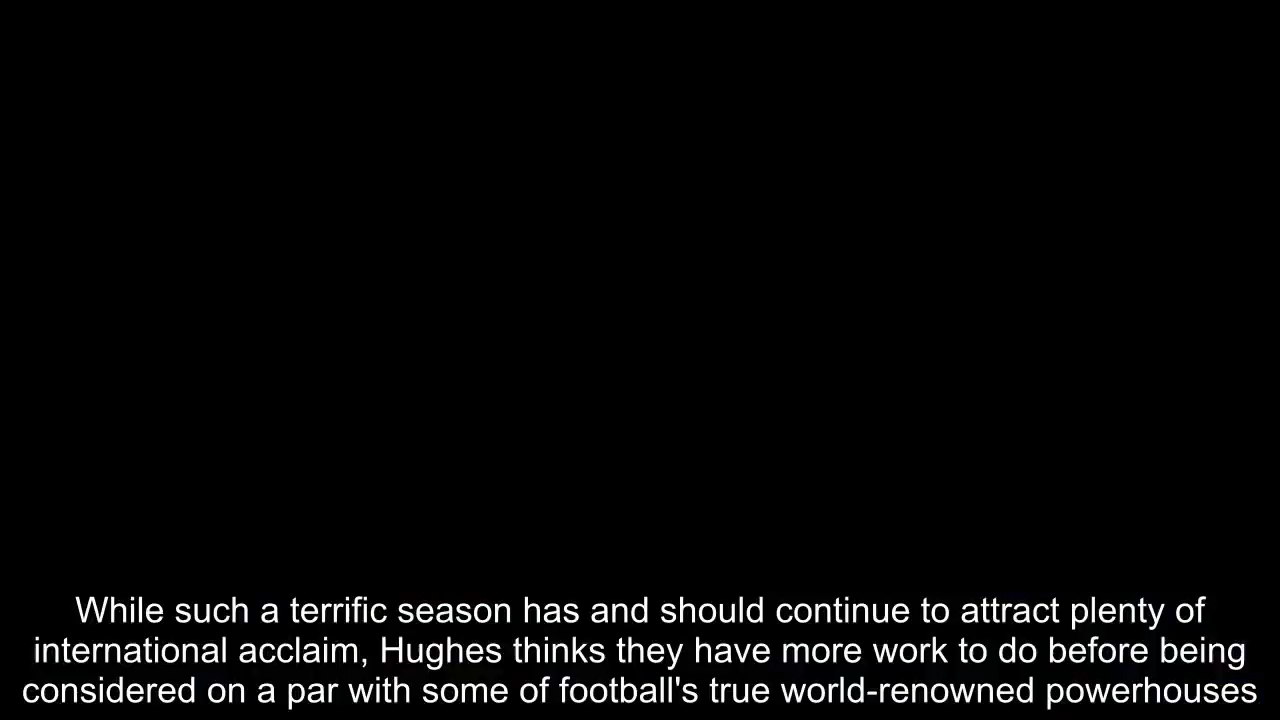 While such a terrific season has and should continue to attract plenty of
international acclaim, Hughes thinks they have more work to do before being
considered on a par with some of football's true world-renowned powerhouses